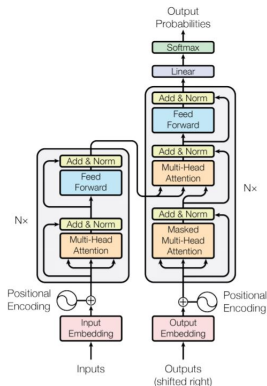 Output
Probabilities
Softmax
Linear
Add & Norm
Feed
Forward
Add & Norm
Multi-Head
Attention
Add & Norm
Masked
Multi-Head
Attention
N×
Positional
Encoding
Output
Embedding
Outputs
(shifted right)
Add & Norm
Feed
Forward
N×
Add & Norm
Multi-Head
Attention
Positional
Encoding
Input
Embedding
Inputs